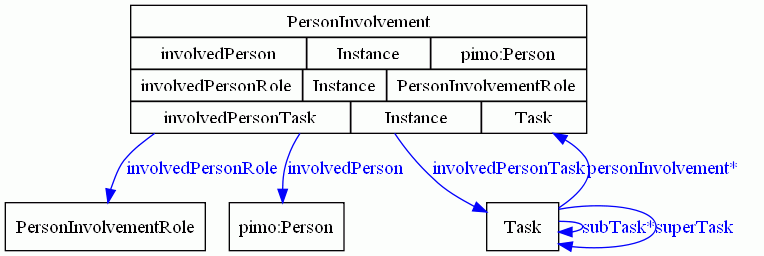 PersonInvolvement
involvedPerson Instance pimo:Person
involvedPersonRole Instance PersonInvolvementRole
involvedPersonTask Instance Task
involvedPersonRole involvedPerson involvedPersonTask personInvolvement*
PersonInvolvementRole pimo:Person Task subTask* superTask